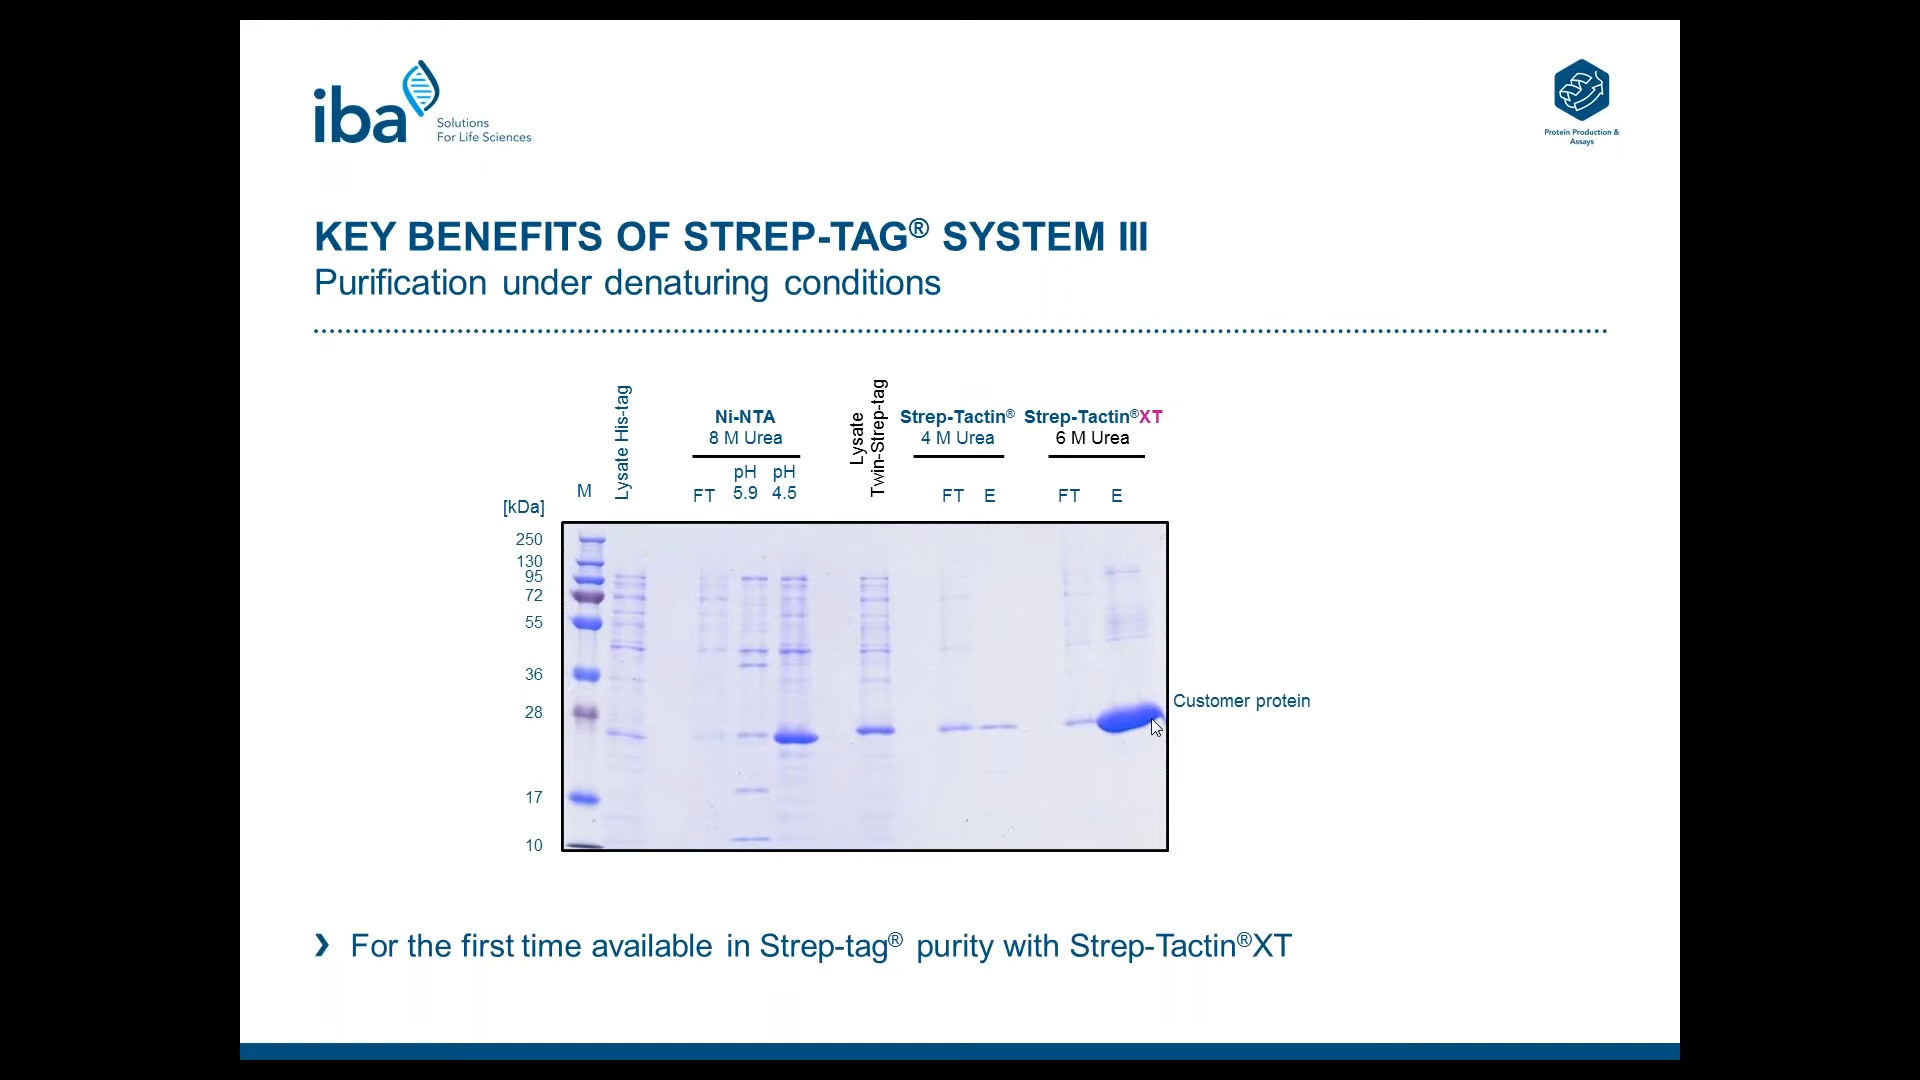 iba
Solutions
For Life Sciences
Protein Production &
Assays
KEY BENEFITS OF STREP-TAG® SYSTEM III
Purification under denaturing conditions
[kDa]
M
Lysate His-tag
Ni-NTA
8 M Urea
FT
pH
5.9
pH
4.5
Lysate
Twin-Strep-tag
Strep-Tactin®
4 M Urea
FT E
Strep-Tactin®XT
6 M Urea
FT E
250
130
95
72
55
36
28
17
10
Customer protein
❯ For the first time available in Strep-tag® purity with Strep-Tactin®XT